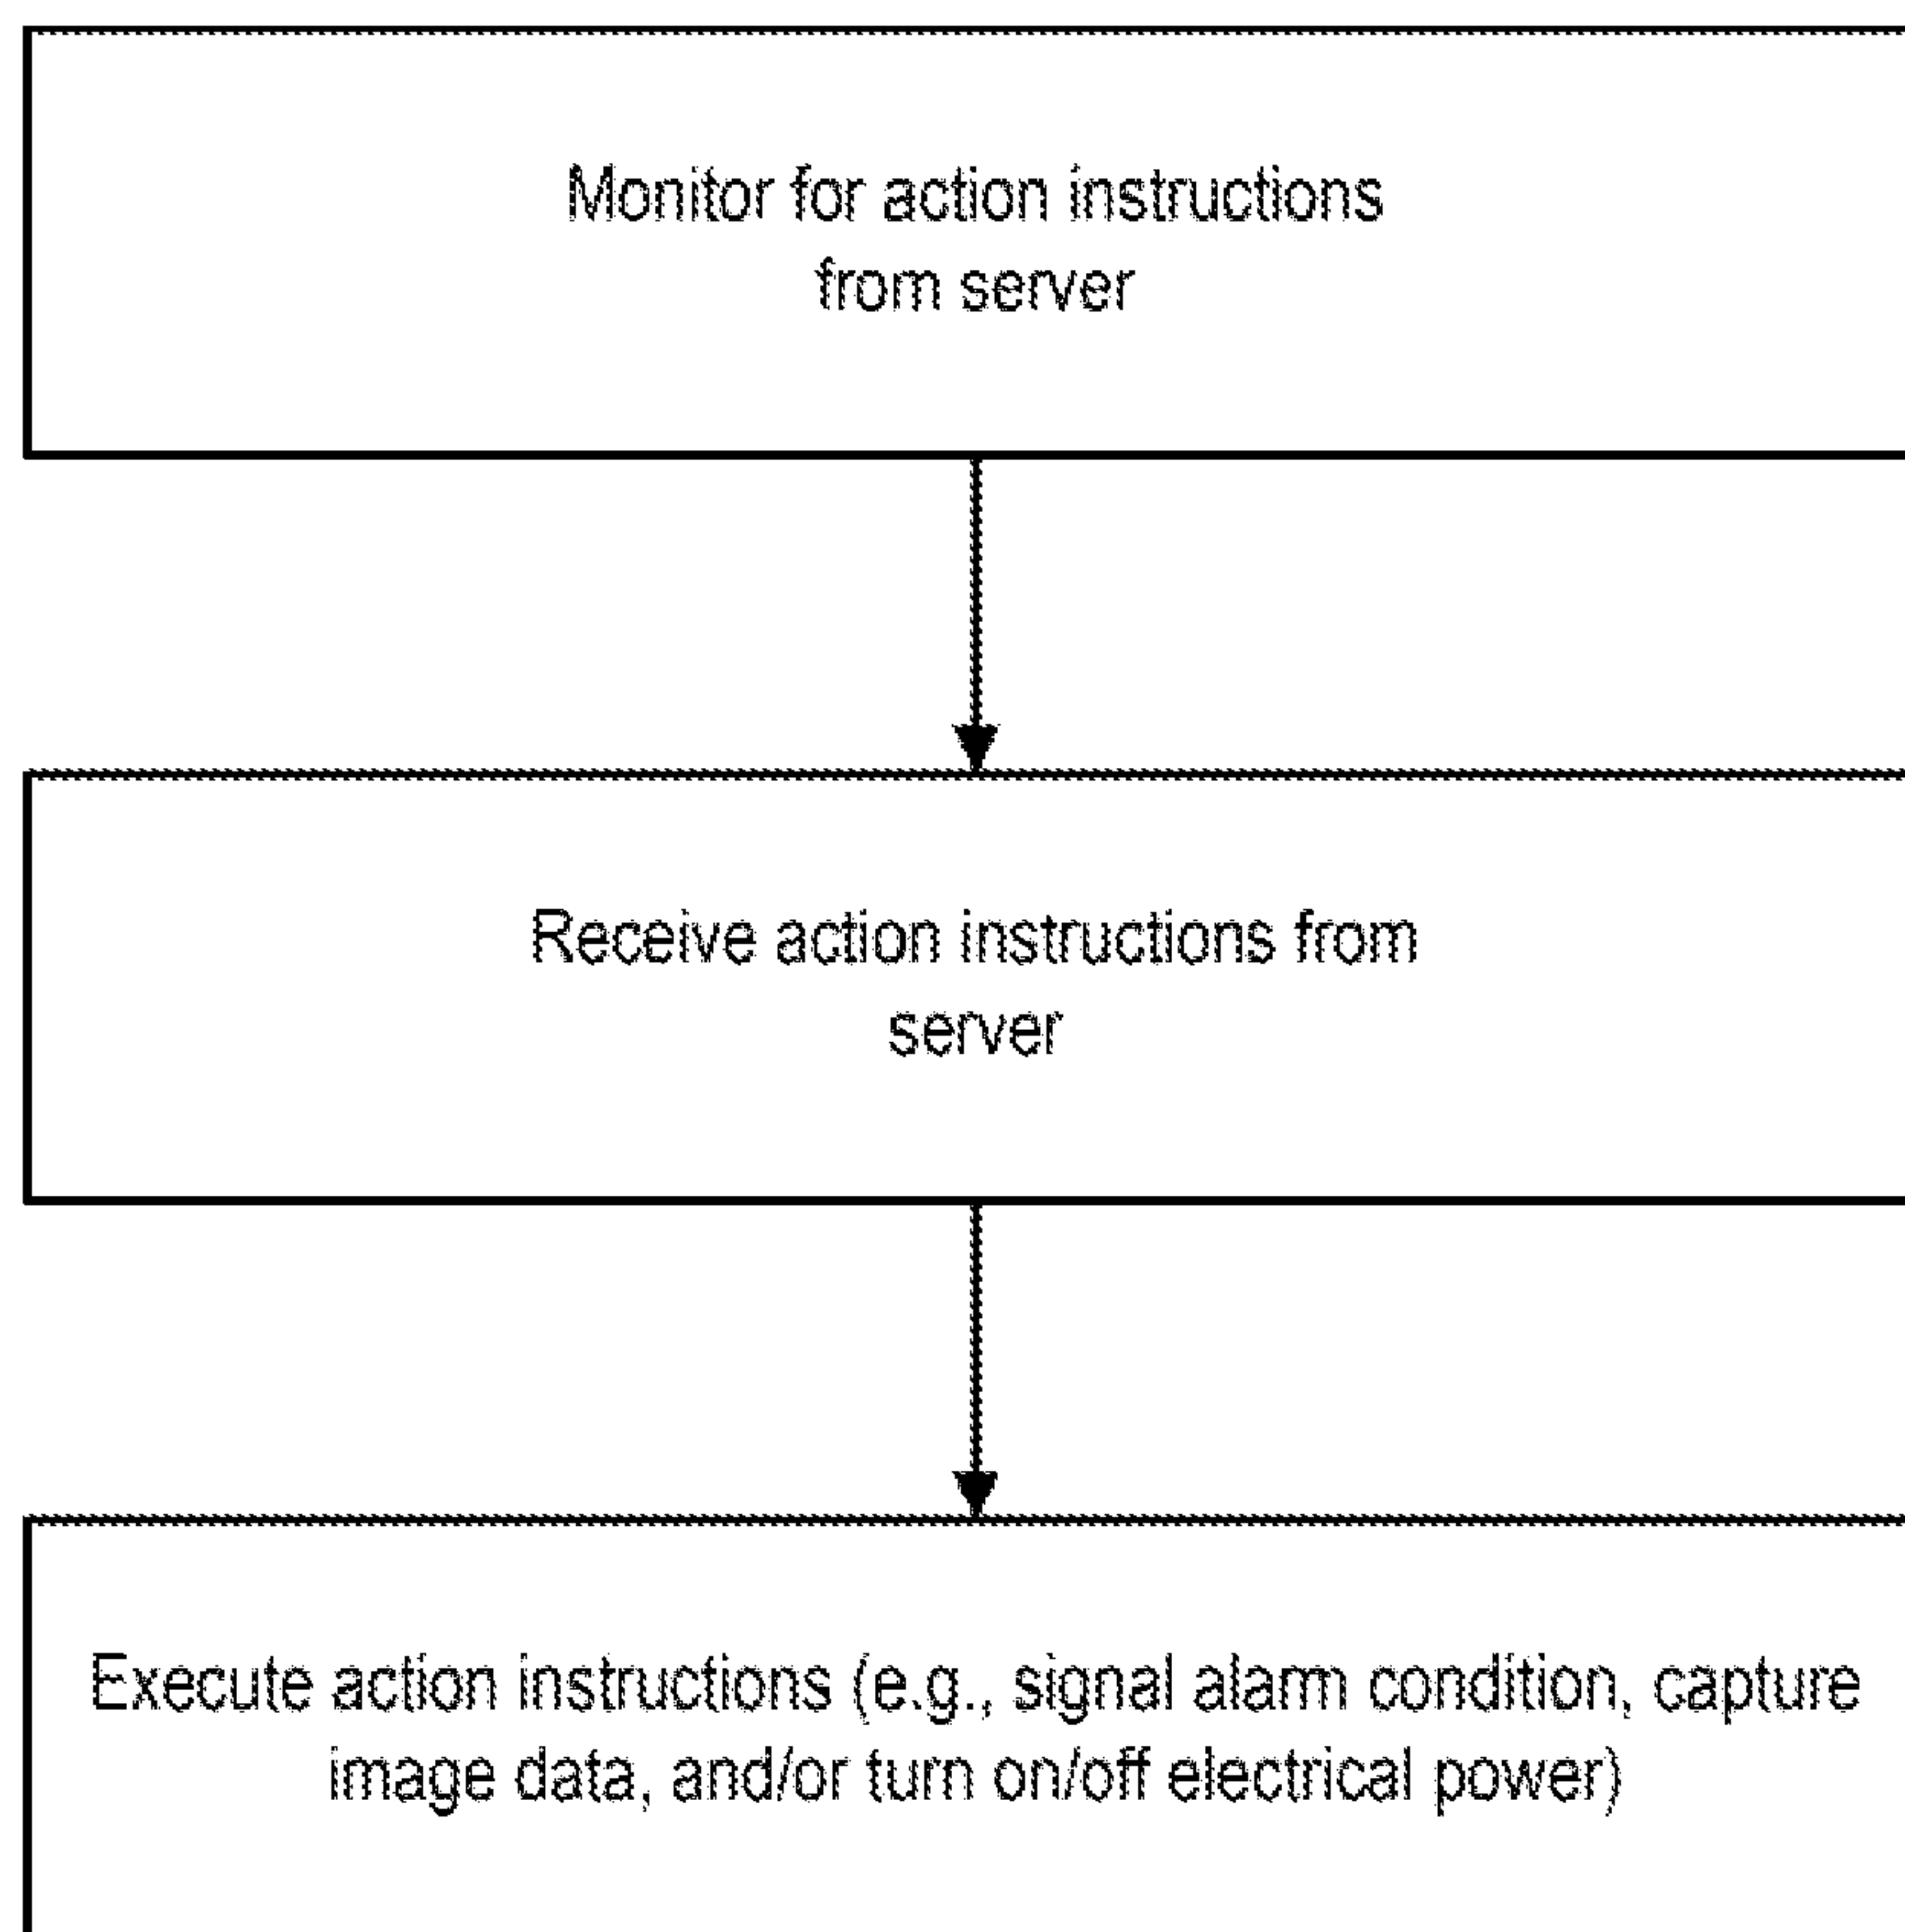 Monitor for action instructions
from server
Receive action instructions from
server
Execute action instructions (e.g., signal alarm condition, capture
image data, and/or turn on/off electrical power)